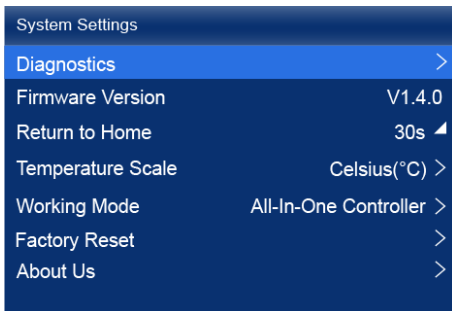 System Settings
Diagnostics >
Firmware Version V1.4.0
Return to Home 30s
Temperature Scale Celsius(°C) >
Working Mode All-In-One Controller >
Factory Reset >
About Us >